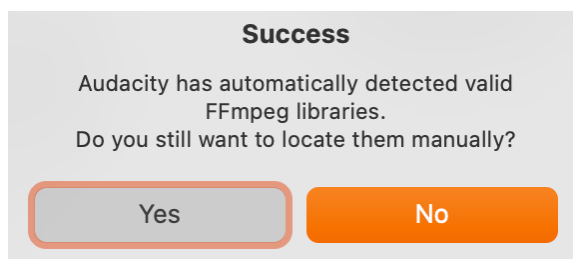 Success
Audacity has automatically detected valid
FFmpeg libraries.
Do you still want to locate them manually?
Yes
No